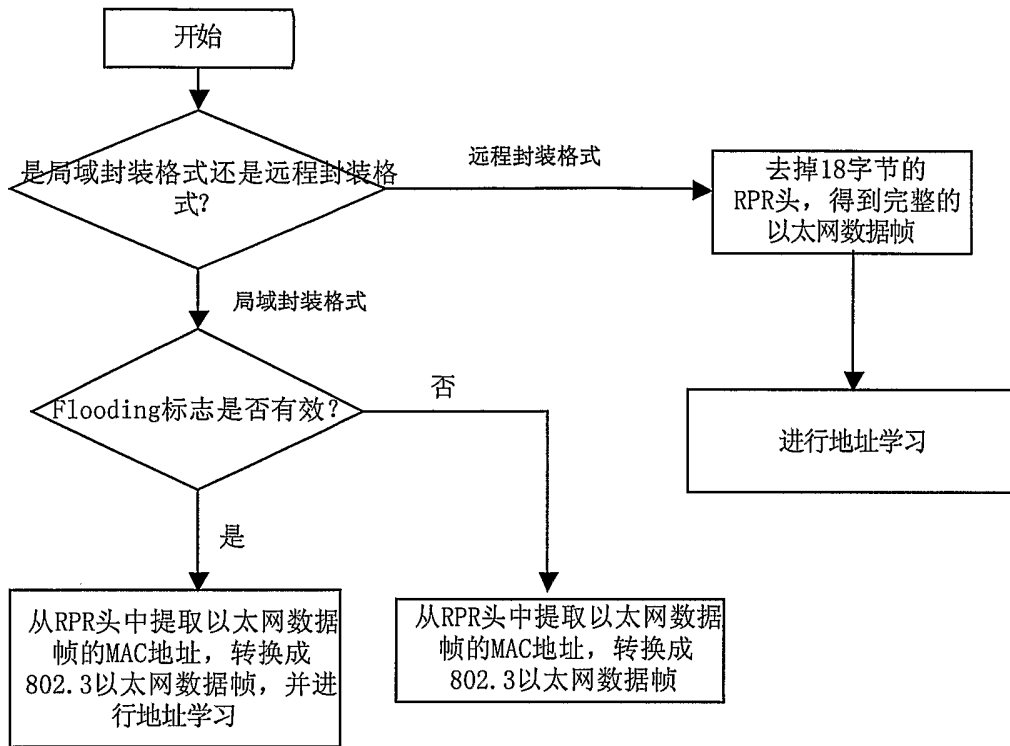 开始
是局域封装格式还是远程封装格
式?
远程封装格式
去掉18字节的
RPR头，得到完整的
以太网数据帧
局域封装格式
Flooding标志是否有效?
否
进行地址学习
是
从RPR头中提取以太网数据
帧的MAC地址，转换成
802.3以太网数据帧，并进
行地址学习
从RPR头中提取以太网数据
帧的MAC地址，转换成
802.3以太网数据帧